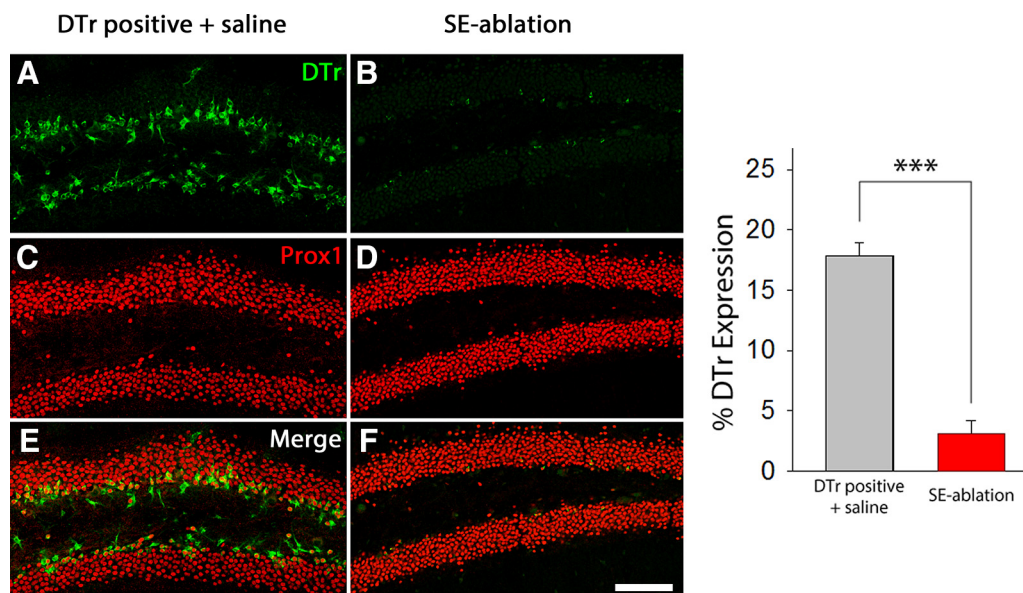 DTr positive + saline
SE-ablation
A
DTr
B
C
Prox1
D
E
Merge
F
% DTr Expression
25
20
15
10
5
0
***
DTr positive
+ saline
SE-ablation